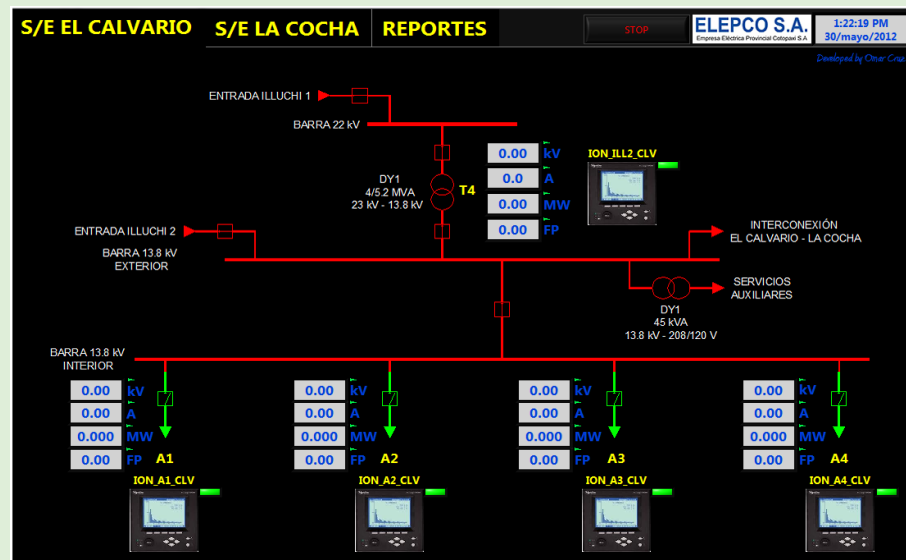 S/E EL CALVARIO
S/E LA COCHA
REPORTES
STOP
ELEPCO S.A.
Empresa Eléctrica Provincial Cotopaxi S.A
1:22:19 PM
30/mayo/2012
Developed by Omar Cruz
ENTRADA ILLUCHI 1
BARRA 22 kV
DY1
4/5.2 MVA
23 kV - 13.8 kV
T4
0.00 kV
0.0 A
0.00 MW
0.00 FP
ION_ILL2_CLV
ENTRADA ILLUCHI 2
BARRA 13.8 kV
EXTERIOR
INTERCONEXIÓN
EL CALVARIO - LA COCHA
SERVICIOS
AUXILIARES
DY1
45 kVA
13.8 kV - 208/120 V
BARRA 13.8 kV
INTERIOR
0.00 kV
0.00 A
0.000 MW
0.00 FP
A1
ION_A1_CLV
0.00 kV
0.00 A
0.000 MW
0.00 FP
A2
ION_A2_CLV
0.00 kV
0.00 A
0.000 MW
0.00 FP
A3
ION_A3_CLV
0.00 kV
0.00 A
0.000 MW
0.00 FP
A4
ION_A4_CLV